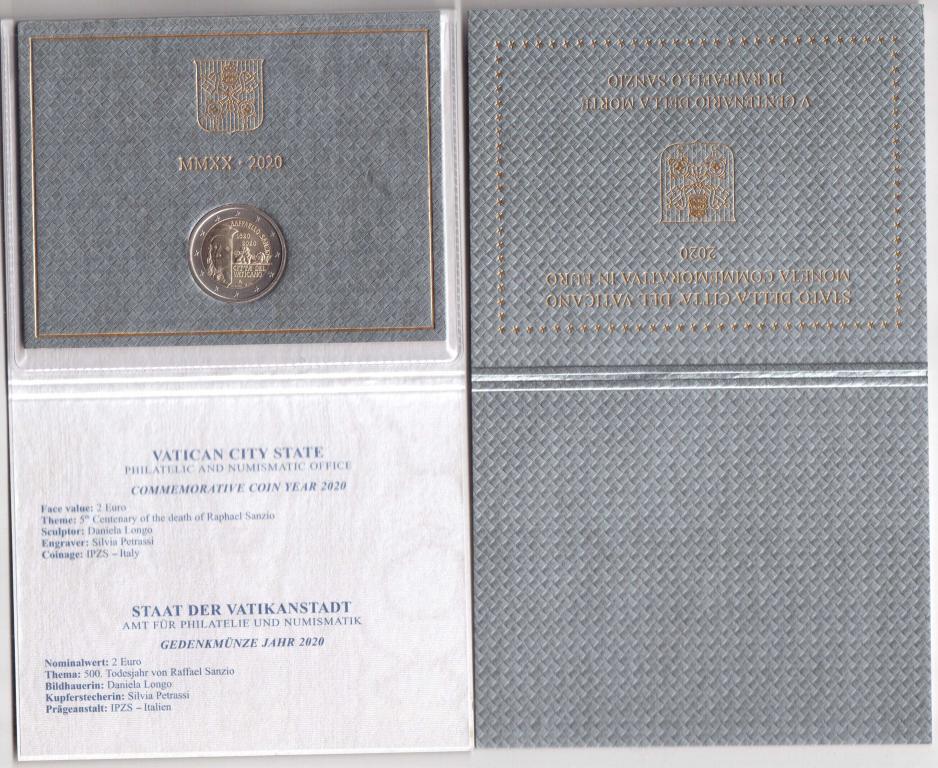 MMXX · 2020
RAFFAELLO SANZIO
1520
2020
CITTÀ DEL
VATICANO
VATICAN CITY STATE
PHILATELIC AND NUMISMATIC OFFICE
COMMEMORATIVE COIN YEAR 2020
Face value: 2 Euro
Theme: 5th Centenary of the death of Raphael Sanzio
Sculptor: Daniela Longo
Engraver: Silvia Petrassi
Coinage: IPZS – Italy
STAAT DER VATIKANSTADT
AMT FÜR PHILATELIE UND NUMISMATIK
GEDENKMÜNZE JAHR 2020
Nominalwert: 2 Euro
Thema: 500. Todesjahr von Raffael Sanzio
Bildhauerin: Daniela Longo
Kupferstecherin: Silvia Petrassi
Prägeanstalt: IPZS – Italien
STATO DELLA CITTA' DEL VATICANO
MONETA COMMEMORATIVA IN EURO
2020
V CENTENARIO DELLA MORTE
DI RAFFAELLO SANZIO